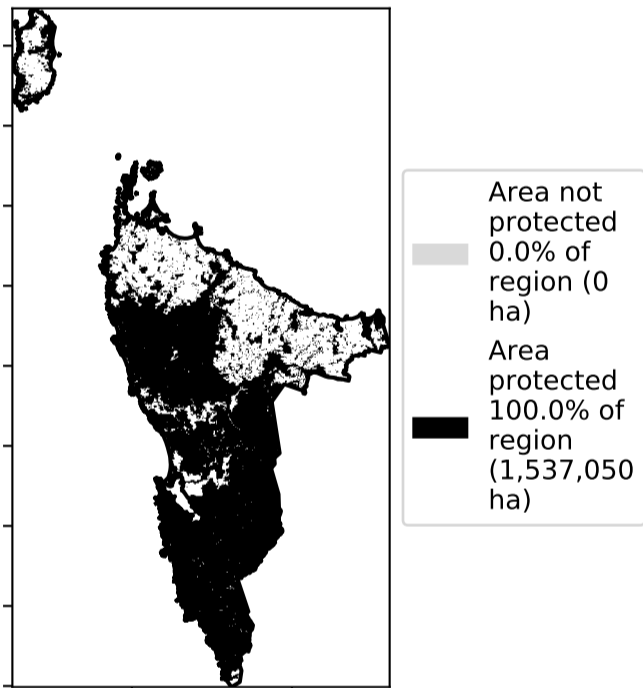 Area not
protected
0.0% of
region (0
ha)
Area
protected
100.0% of
region
(1,537,050
ha)